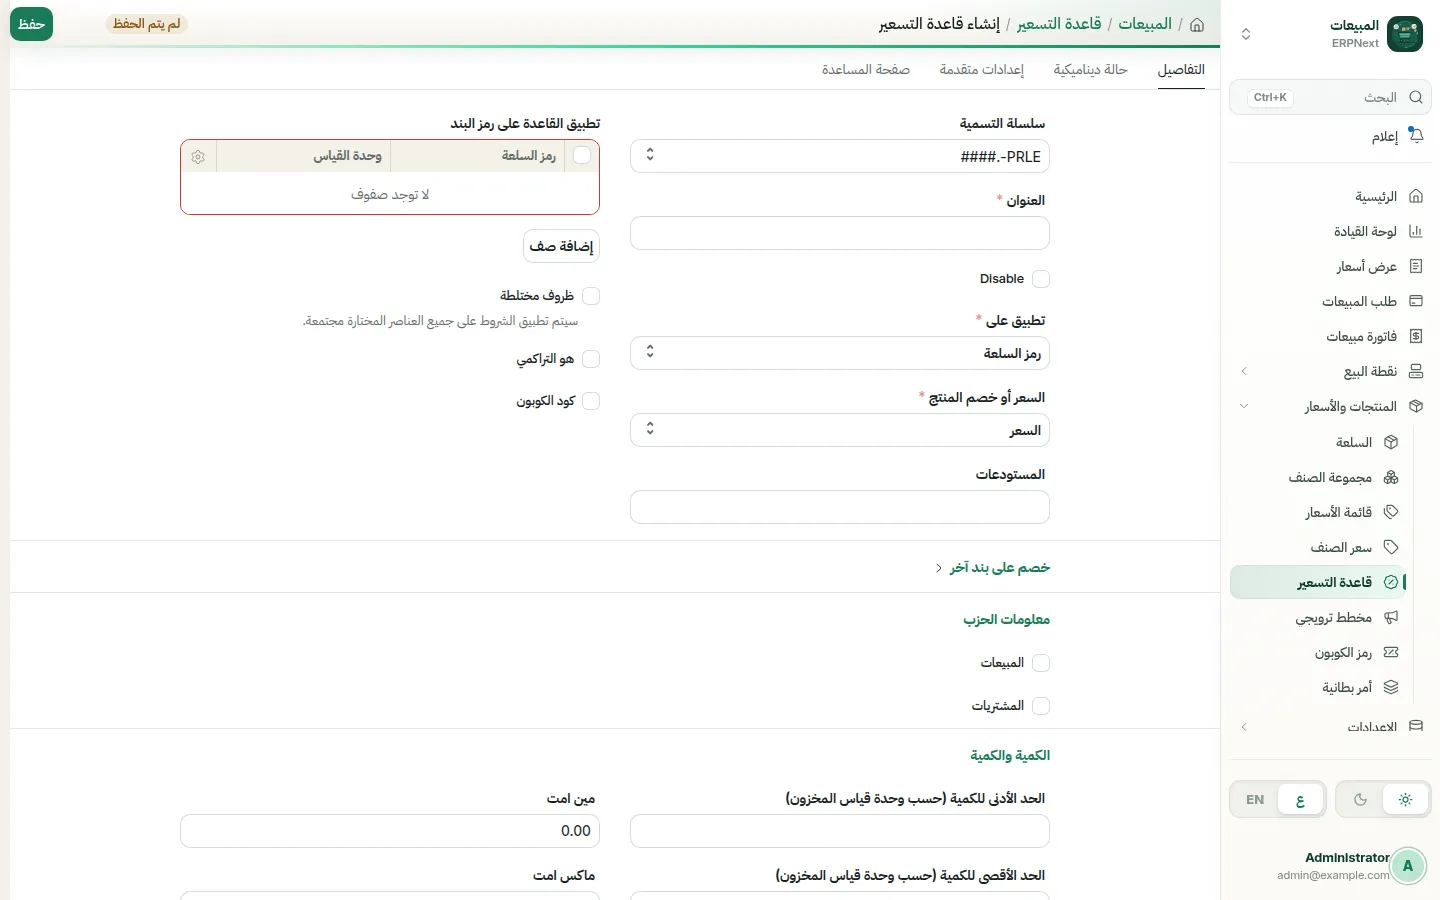 المبيعات
ERPNext
البحث
Ctrl+K
إعلام
الرئيسية
لوحة القيادة
عرض أسعار
طلب المبيعات
فاتورة مبيعات
نقطة البيع
المنتجات والأسعار
السلعة
مجموعة الصنف
قائمة الأسعار
سعر الصنف
قاعدة التسعير
مخطط ترويجي
رمز الكوبون
أمر بطانية
الاعدادات
ع
EN
Administrator
admin@example.com
A
المبيعات / قاعدة التسعير / إنشاء قاعدة التسعير
لم يتم الحفظ
حفظ
التفاصيل
حالة ديناميكية
إعدادات متقدمة
صفحة المساعدة
سلسلة التسمية
PRLE-.####
العنوان *
Disable
تطبيق على *
رمز السلعة
السعر أو خصم المنتج *
السعر
المستودعات
تطبيق القاعدة على رمز البند
رمز السلعة
وحدة القياس
لا توجد صفوف
إضافة صف
ظروف مختلطة
سيتم تطبيق الشروط على جميع العناصر المختارة مجتمعة.
هو التراكمي
كود الكوبون
خصم على بند آخر
معلومات الحزب
المبيعات
المشتريات
الكمية والكمية
الحد الأدنى للكمية (حسب وحدة قياس المخزون)
مين امت
0.00
الحد الأقصى للكمية (حسب وحدة قياس المخزون)
ماكس امت